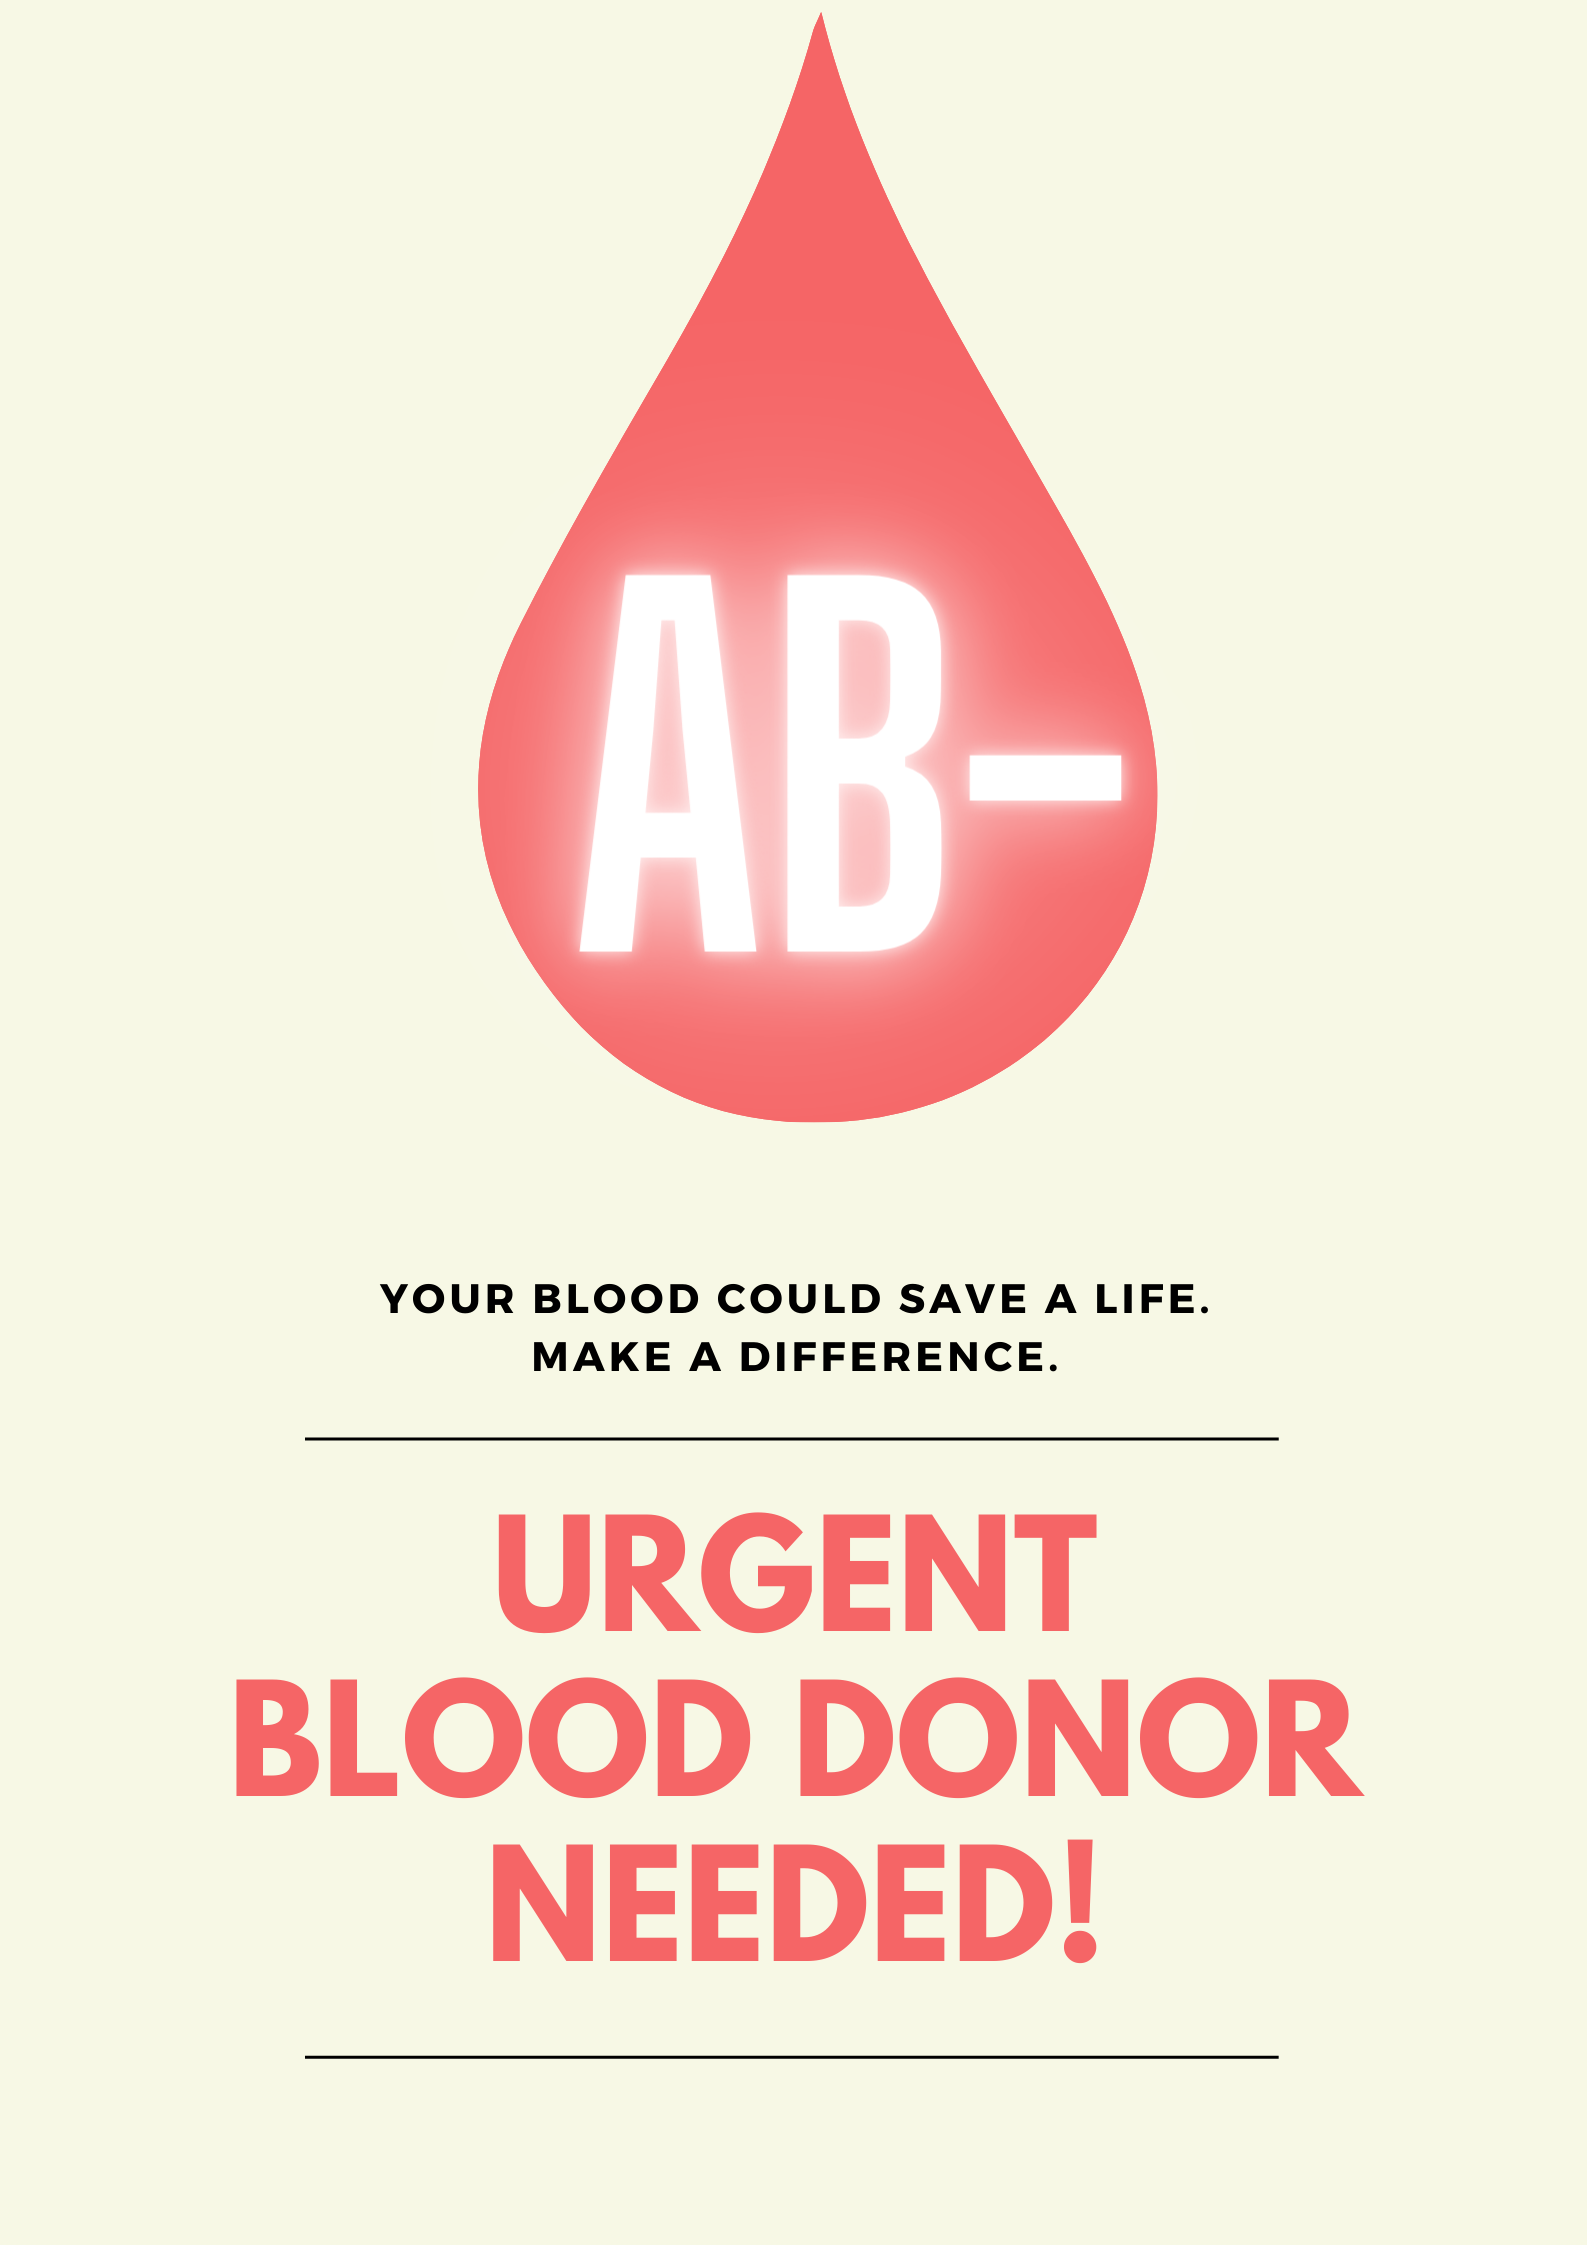 AB-
YOUR BLOOD COULD SAVE A LIFE.
MAKE A DIFFERENCE.
URGENT
BLOOD DONOR
NEEDED!